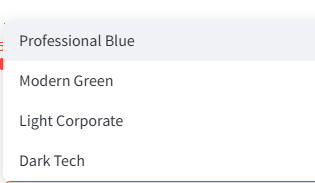 Professional Blue
Modern Green
Light Corporate
Dark Tech